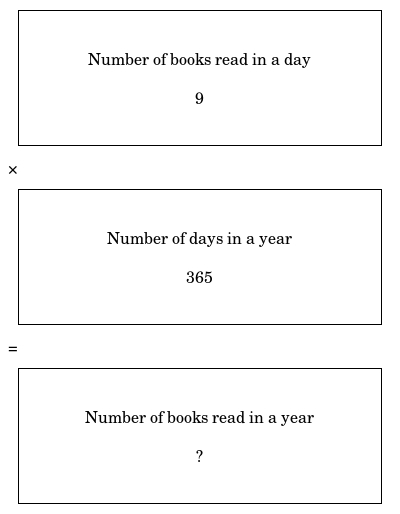 Number of books read in a day
9
×
Number of days in a year
365
=
Number of books read in a year
?